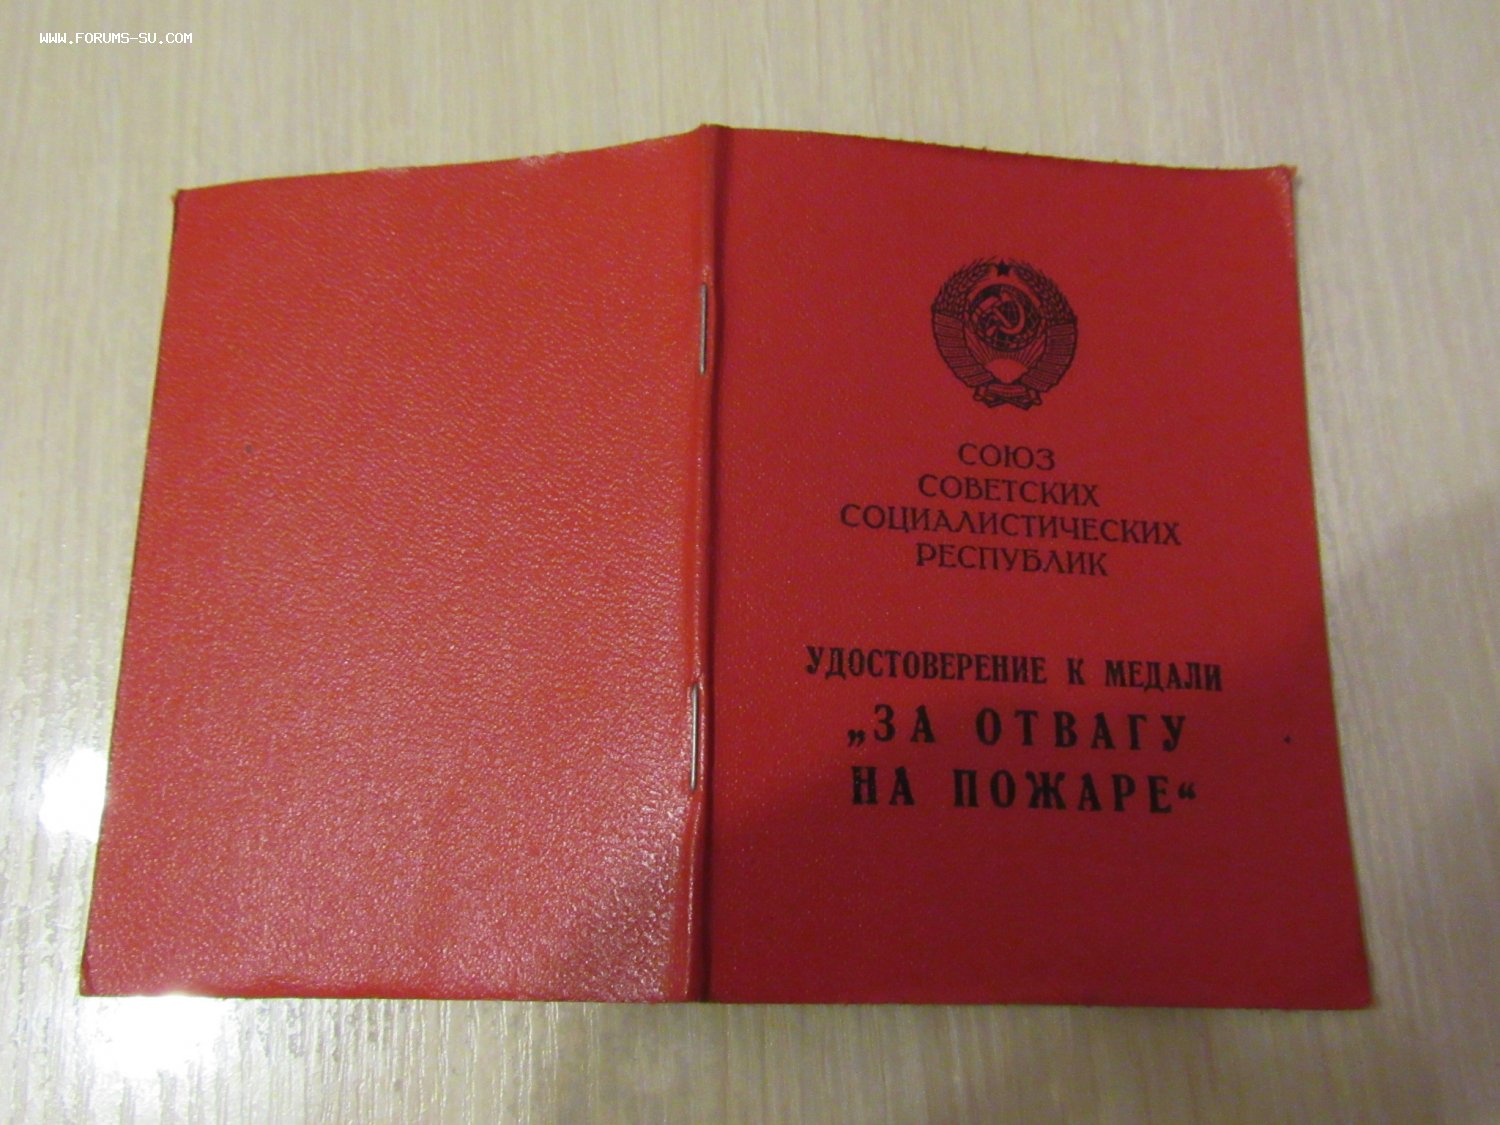 WWW.FORUMS-SU.COM
СОЮЗ
СОВЕТСКИХ
СОЦИАЛИСТИЧЕСКИХ
РЕСПУБЛИК
УДОСТОВЕРЕНИЕ К МЕДАЛИ
„ЗА ОТВАГУ
НА ПОЖАРЕ“